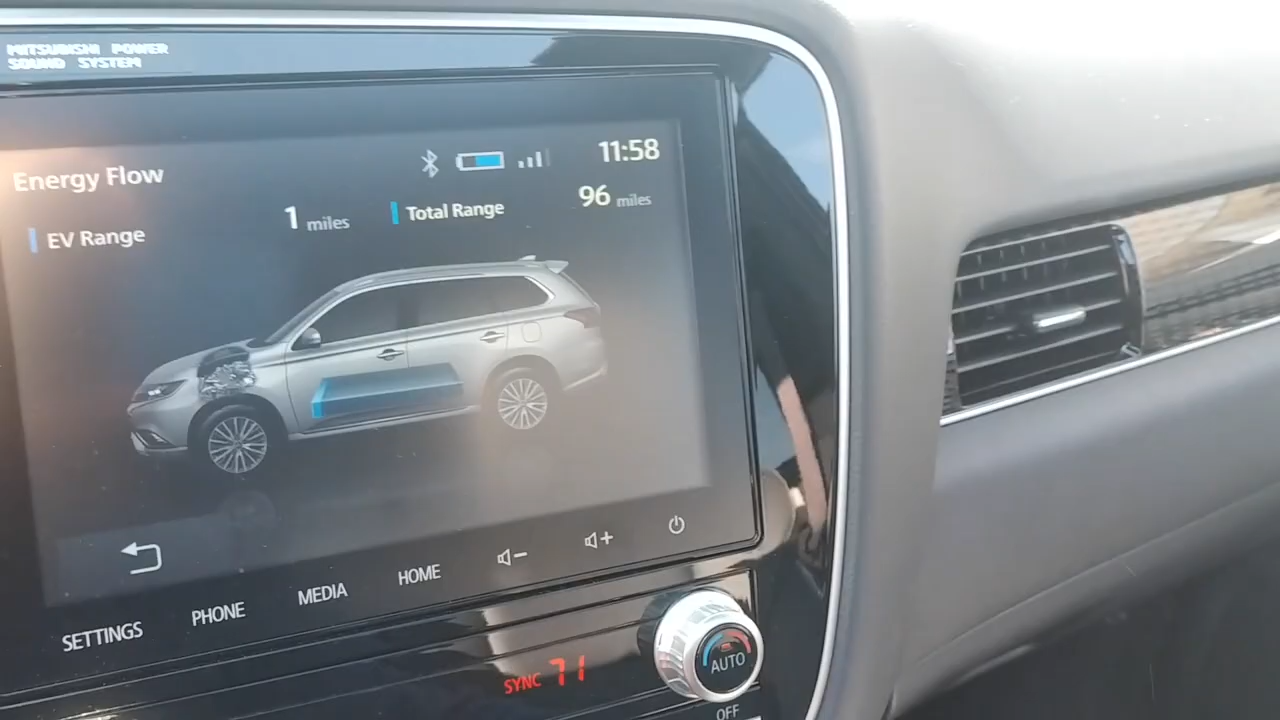 MITSUBISHI POWER
SOUND SYSTEM
11:58
Energy Flow
EV Range 1 miles
Total Range 96 miles
SETTINGS PHONE MEDIA HOME
SYNC 71
AUTO
OFF